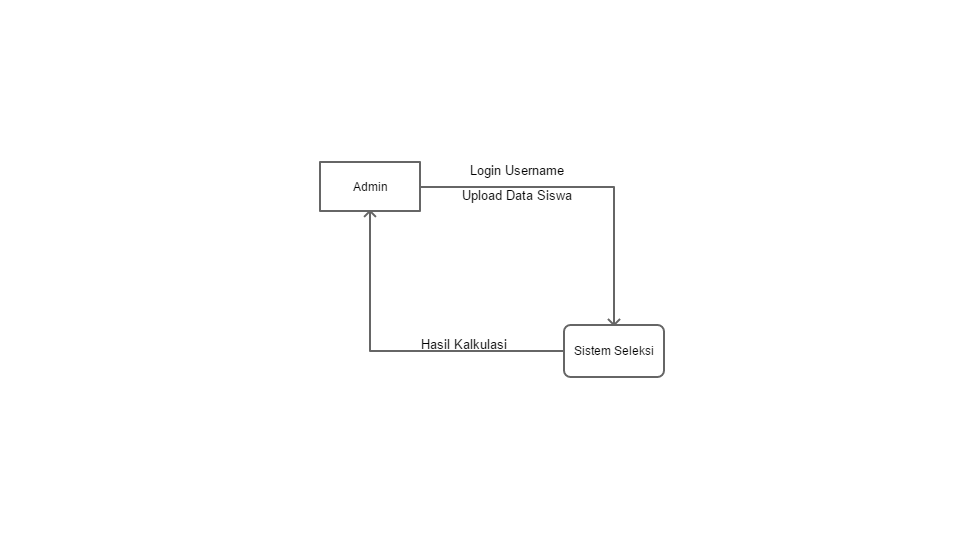 Login Username
Admin
Upload Data Siswa
Hasil Kalkulasi
Sistem Seleksi